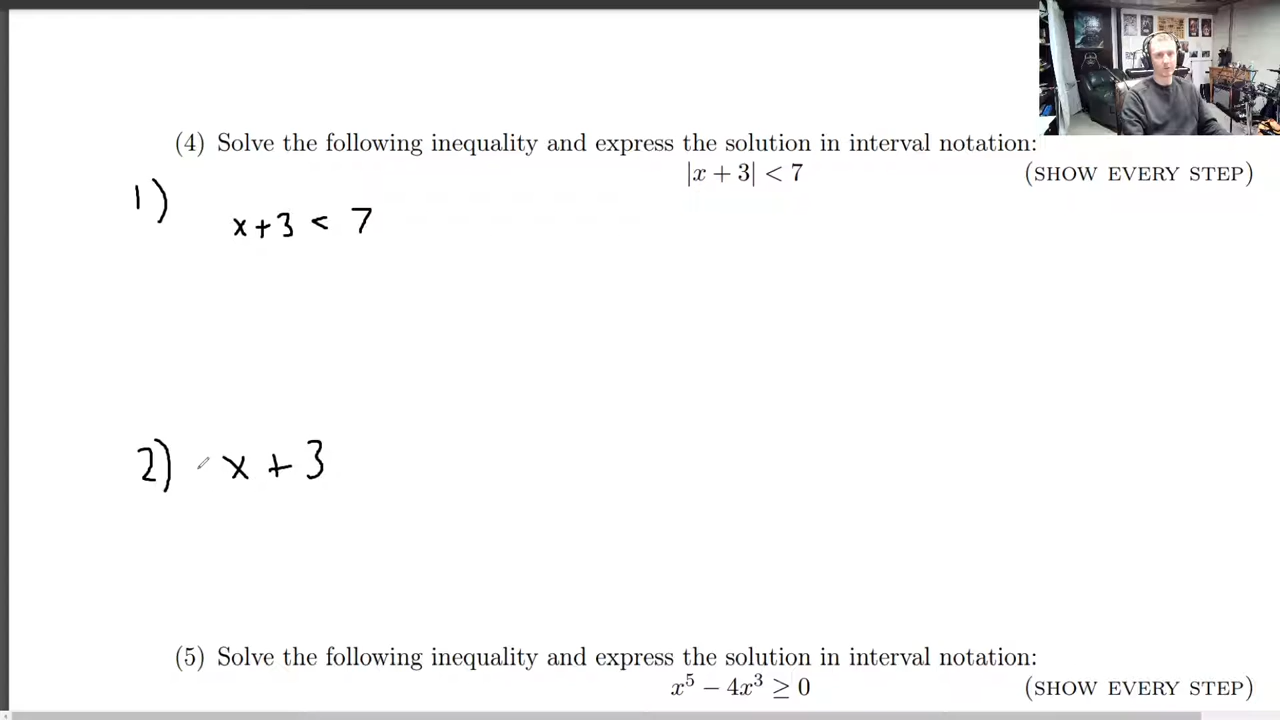 (4) Solve the following inequality and express the solution in interval notation:
|x + 3| < 7 (SHOW EVERY STEP)
1)
x+3 < 7
2) x + 3
(5) Solve the following inequality and express the solution in interval notation:
x⁵ − 4x³ ≥ 0 (SHOW EVERY STEP)